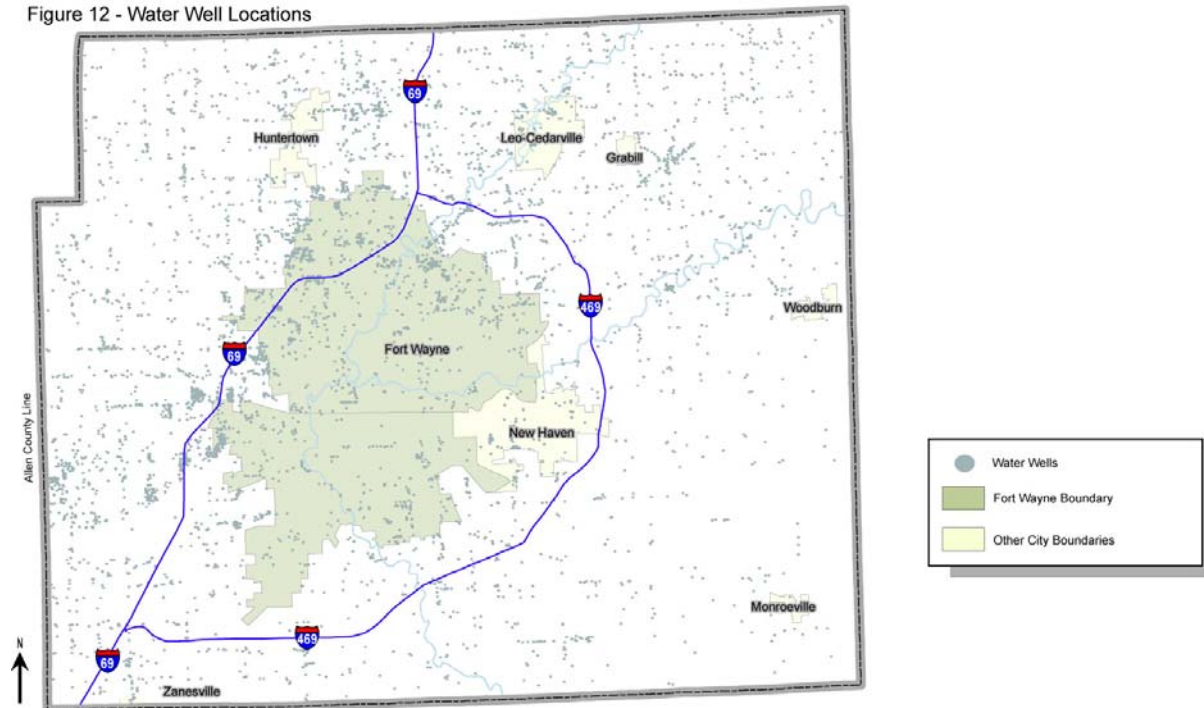 Figure 12 - Water Well Locations
69
Huntertown
Leo-Cedarville
Grabill
469
Woodburn
69
Fort Wayne
Allen County Line
New Haven
Water Wells
Fort Wayne Boundary
Other City Boundaries
Monroeville
N
469
69
Zanesville